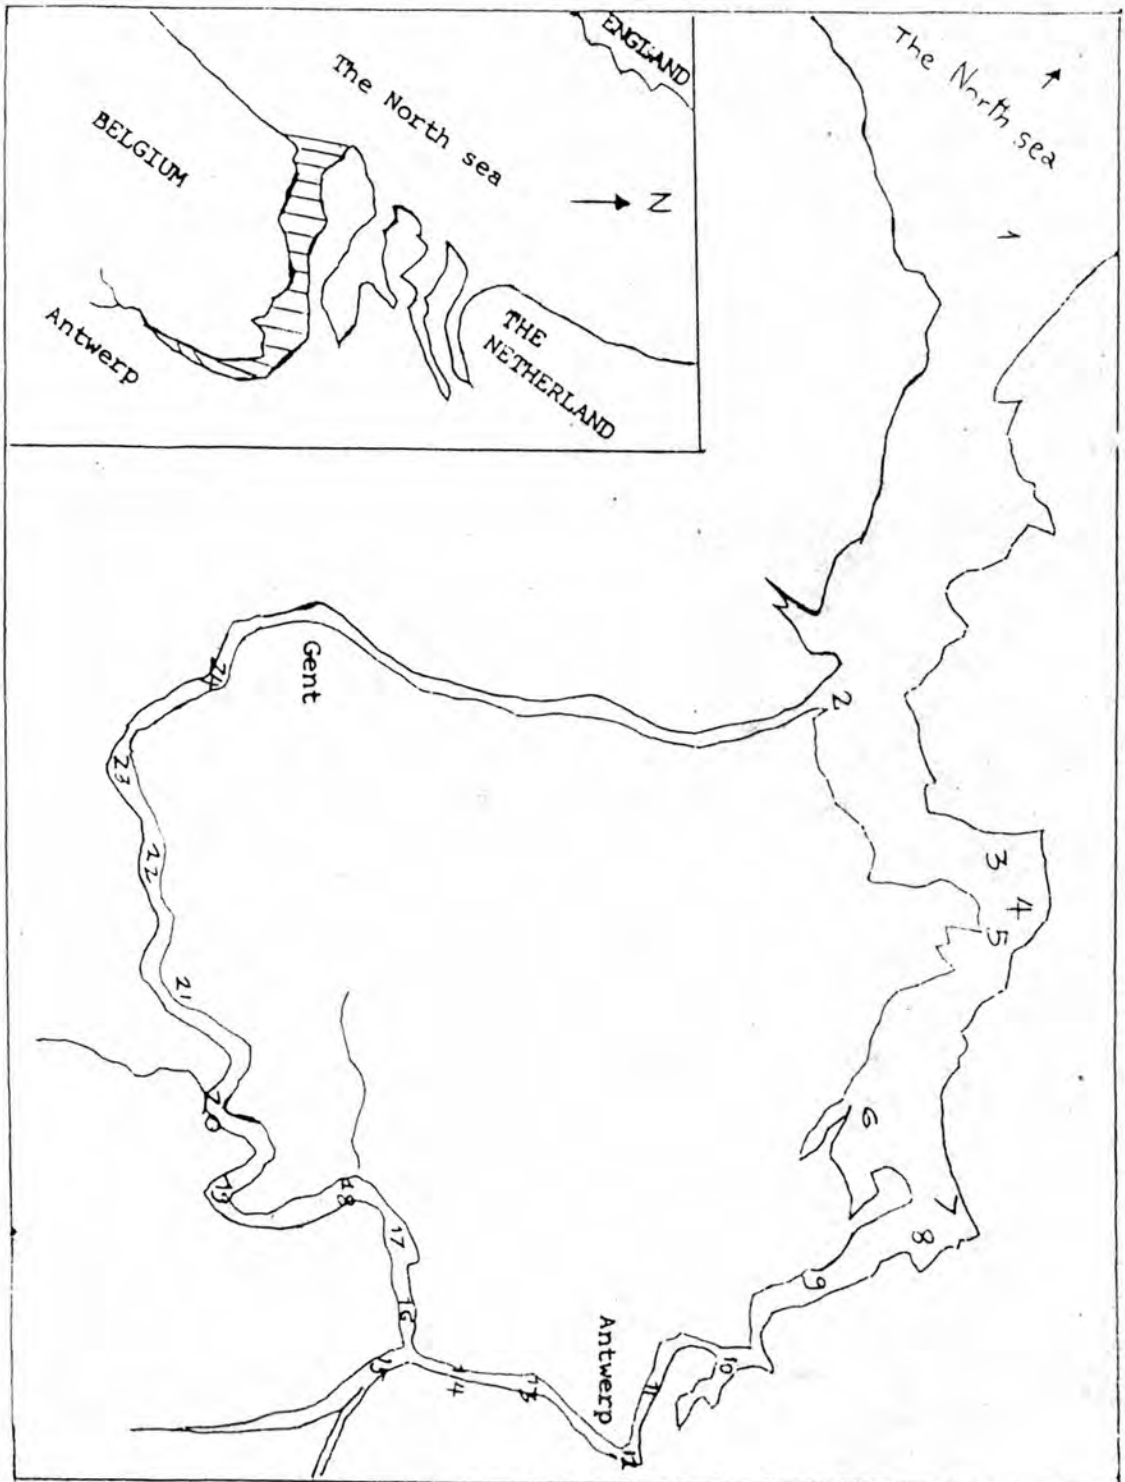 ENGLAND
The North sea
BELGIUM
N
Antwerp
THE
NETHERLAND
The North sea
1
2
3
4
5
6
7
8
9
10
11
12
13
14
15
16
17
18
19
20
21
22
23
24
Gent
Antwerp